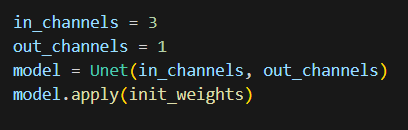 in_channels = 3
out_channels = 1
model = Unet(in_channels, out_channels)
model.apply(init_weights)